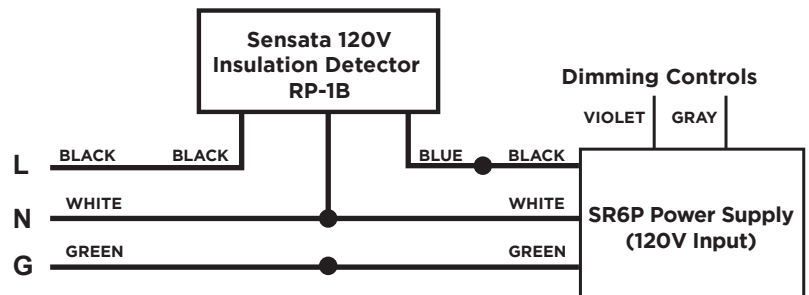 Sensata 120V
Insulation Detector
RP-1B
Dimming Controls
VIOLET GRAY
L BLACK BLACK BLUE BLACK
N WHITE WHITE
G GREEN GREEN
SR6P Power Supply
(120V Input)